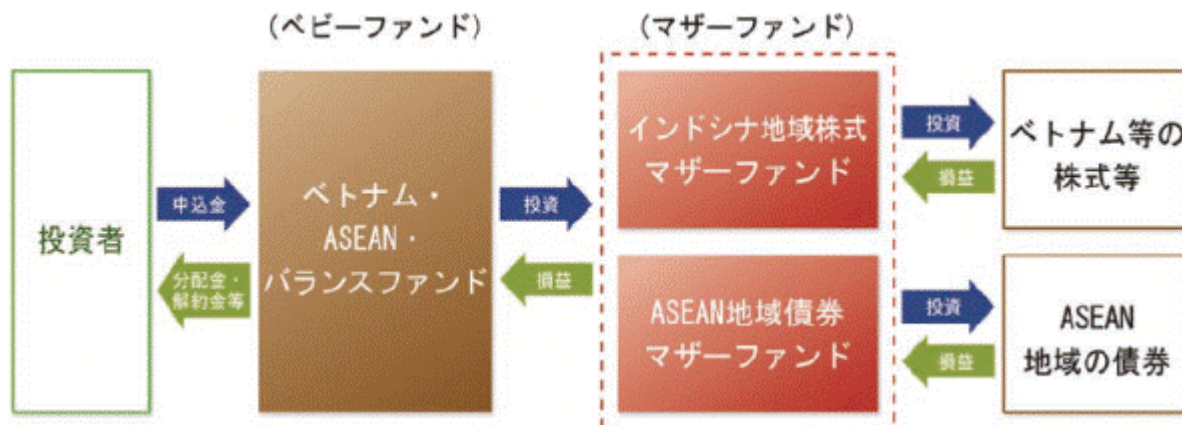 (ベビーファンド)
(マザーファンド)
投資者
申込金
分配金・
解約金等
ベトナム・
ASEAN・
バランスファンド
投資
損益
インドシナ地域株式
マザーファンド
投資
損益
ベトナム等の
株式等
ASEAN地域債券
マザーファンド
投資
損益
ASEAN
地域の債券